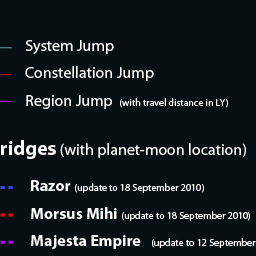 System Jump
Constellation Jump
Region Jump (with travel distance in LY)
ridges (with planet-moon location)
Razor (update to 18 September 2010)
Morsus Mihi (update to 18 September 2010)
Majesta Empire (update to 12 September